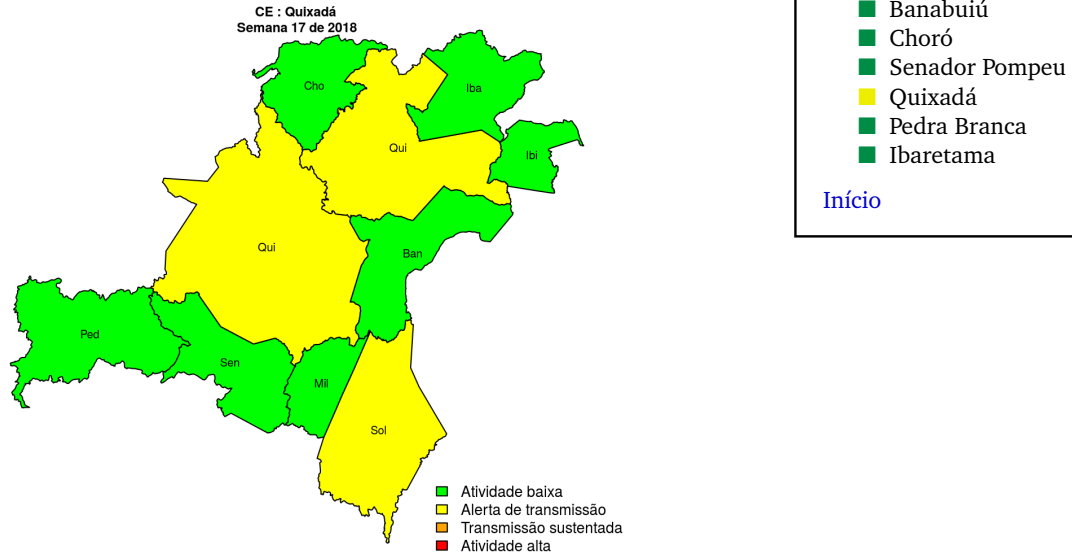 CE : Quixadá
Semana 17 de 2018
Cho
Iba
Qui
Ibi
Qui
Ban
Ped
Sen
Mil
Sol
Atividade baixa
Alerta de transmissão
Transmissão sustentada
Atividade alta
Banabuiú
Choró
Senador Pompeu
Quixadá
Pedra Branca
Ibaretama
Início